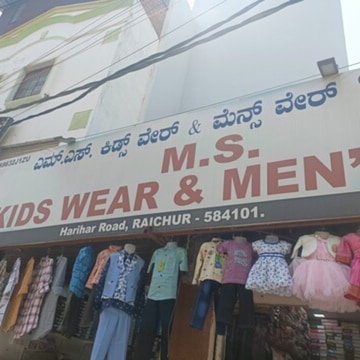 ಎಮ್.ಎಸ್. ಕಿಡ್ಸ್ ವೇರ್ & ಮೆನ್ಸ್ ವೇರ್
M.S.
KIDS WEAR & MEN'
Harihar Road, RAICHUR - 584101.